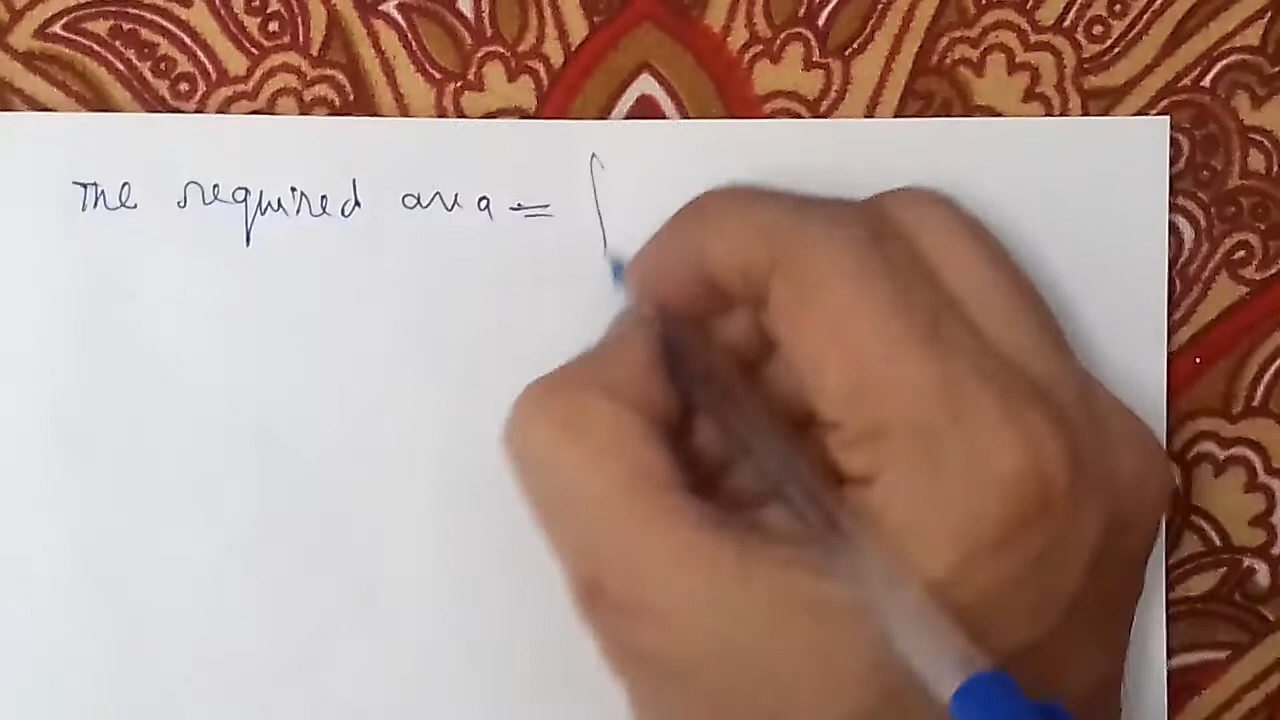 The required area = ∫